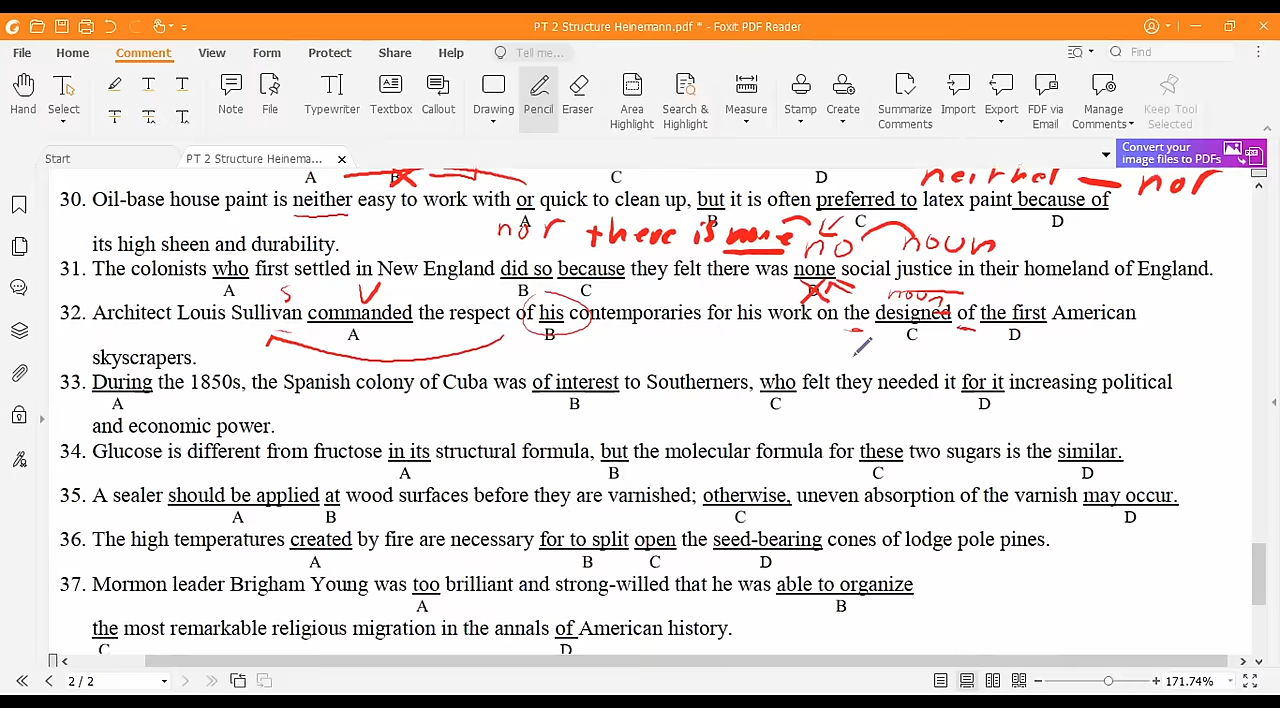 PT 2 Structure Heinemann.pdf * - Foxit PDF Reader
File Home Comment View Form Protect Share Help Tell me... Find
Hand Select Note File Typewriter Textbox Callout Drawing Pencil Eraser Area Highlight Search & Highlight Measure Stamp Create Summarize Comments Import Export FDF via Email Manage Comments Keep Tool Selected
Start PT 2 Structure Heinema... Convert your image files to PDFs
A B C D neither nor
30. Oil-base house paint is neither easy to work with or quick to clean up, but it is often preferred to latex paint because of
A B C D
nor there is none no noun
its high sheen and durability.
31. The colonists who first settled in New England did so because they felt there was none social justice in their homeland of England.
A B C
S V noun
32. Architect Louis Sullivan commanded the respect of his contemporaries for his work on the designed of the first American
A B C D
skyscrapers.
33. During the 1850s, the Spanish colony of Cuba was of interest to Southerners, who felt they needed it for it increasing political
A B C D
and economic power.
34. Glucose is different from fructose in its structural formula, but the molecular formula for these two sugars is the similar.
A B C D
35. A sealer should be applied at wood surfaces before they are varnished; otherwise, uneven absorption of the varnish may occur.
A B C D
36. The high temperatures created by fire are necessary for to split open the seed-bearing cones of lodge pole pines.
A B C D
37. Mormon leader Brigham Young was too brilliant and strong-willed that he was able to organize
A B
the most remarkable religious migration in the annals of American history.
C D
2 / 2 171.74%